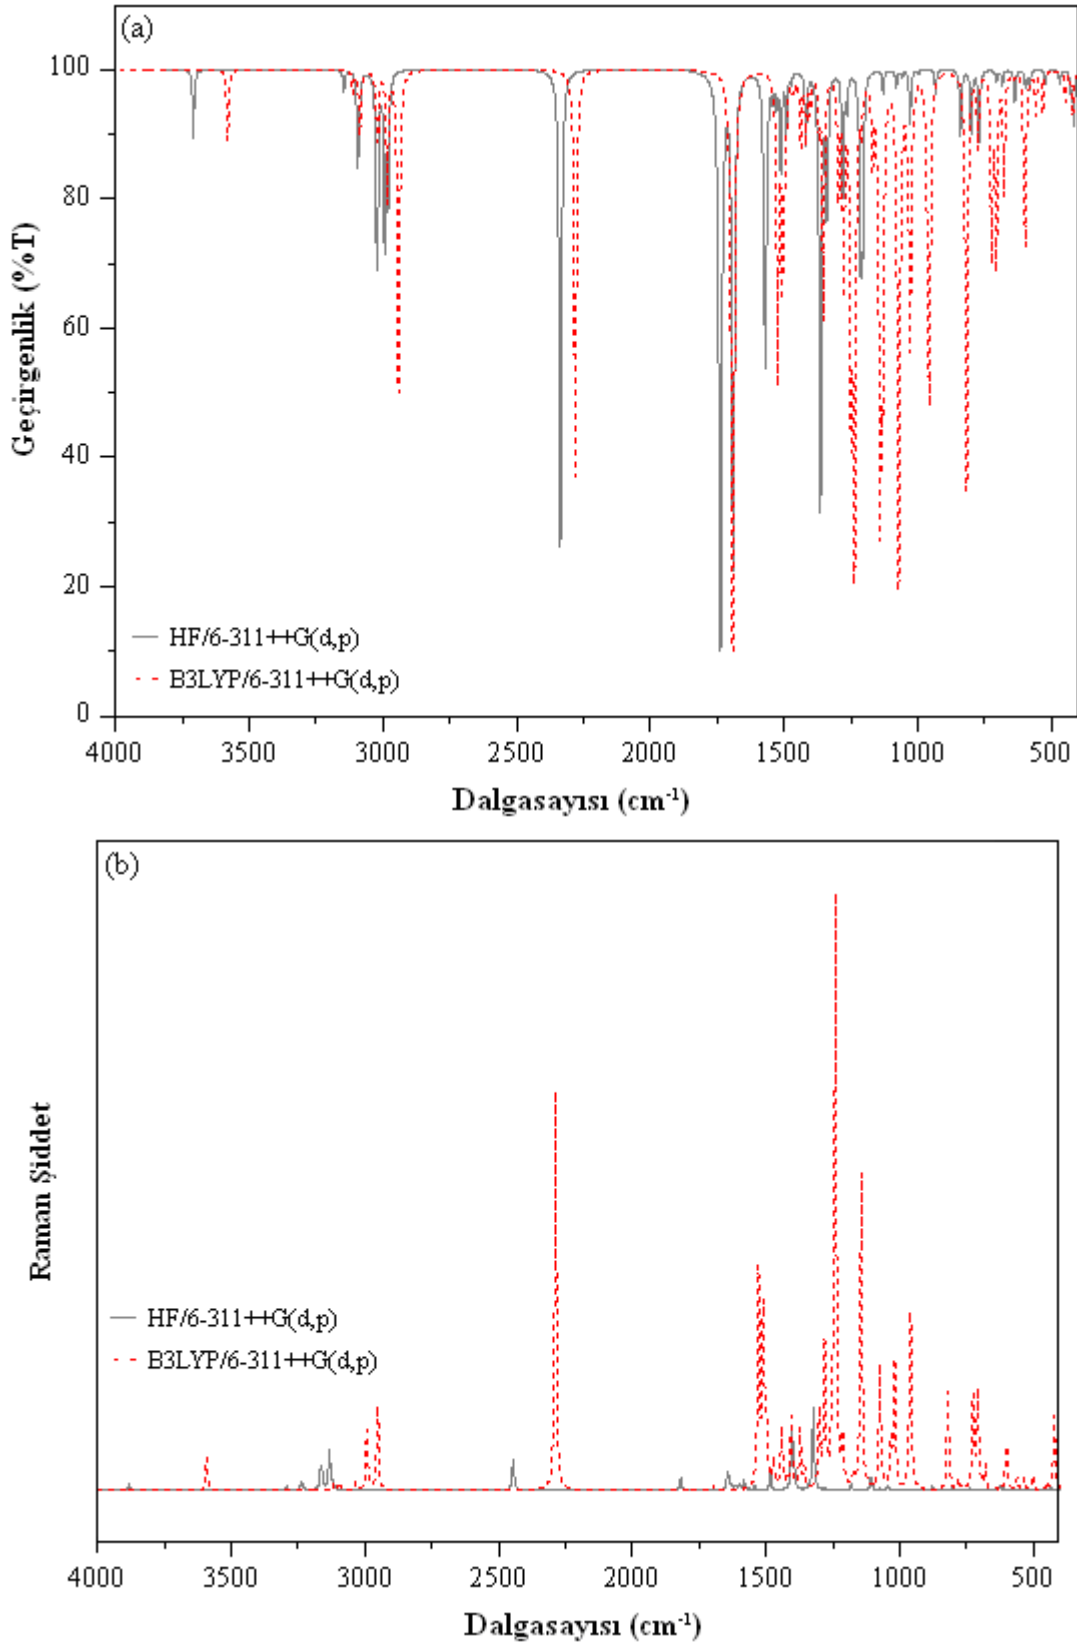 (a)
100
80
60
40
20
0
Geçirgenlik (%T)
HF/6-311++G(d,p)
B3LYP/6-311++G(d,p)
4000 3500 3000 2500 2000 1500 1000 500
Dalgasayısı (cm⁻¹)
(b)
Raman Şiddet
HF/6-311++G(d,p)
B3LYP/6-311++G(d,p)
4000 3500 3000 2500 2000 1500 1000 500
Dalgasayısı (cm⁻¹)